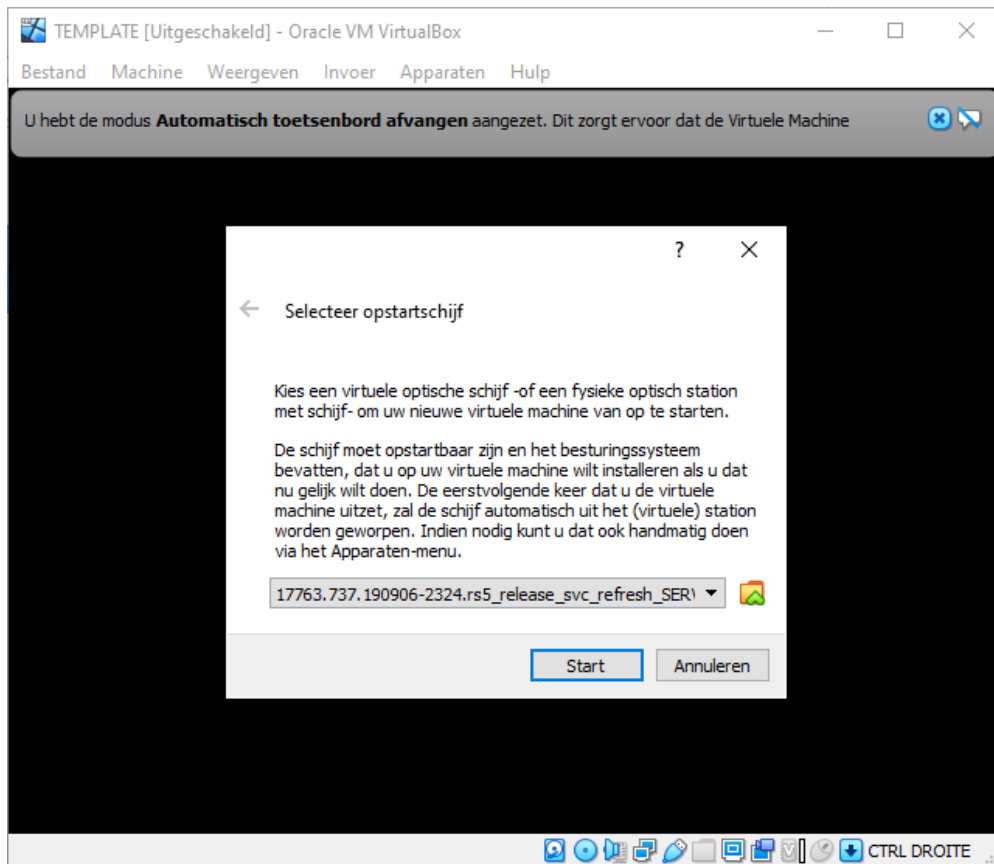 TEMPLATE [Uitgeschakeld] - Oracle VM VirtualBox
Bestand Machine Weergeven Invoer Apparaten Hulp
U hebt de modus Automatisch toetsenbord afvangen aangezet. Dit zorgt ervoor dat de Virtuele Machine
?
Selecteer opstartschijf
Kies een virtuele optische schijf -of een fysieke optisch station
met schijf- om uw nieuwe virtuele machine van op te starten.
De schijf moet opstartbaar zijn en het besturingssysteem
bevatten, dat u op uw virtuele machine wilt installeren als u dat
nu gelijk wilt doen. De eerstvolgende keer dat u de virtuele
machine uitzet, zal de schijf automatisch uit het (virtuele) station
worden geworpen. Indien nodig kunt u dat ook handmatig doen
via het Apparaten-menu.
17763.737.190906-2324.rs5_release_svc_refresh_SER
Start Annuleren
CTRL DROITE